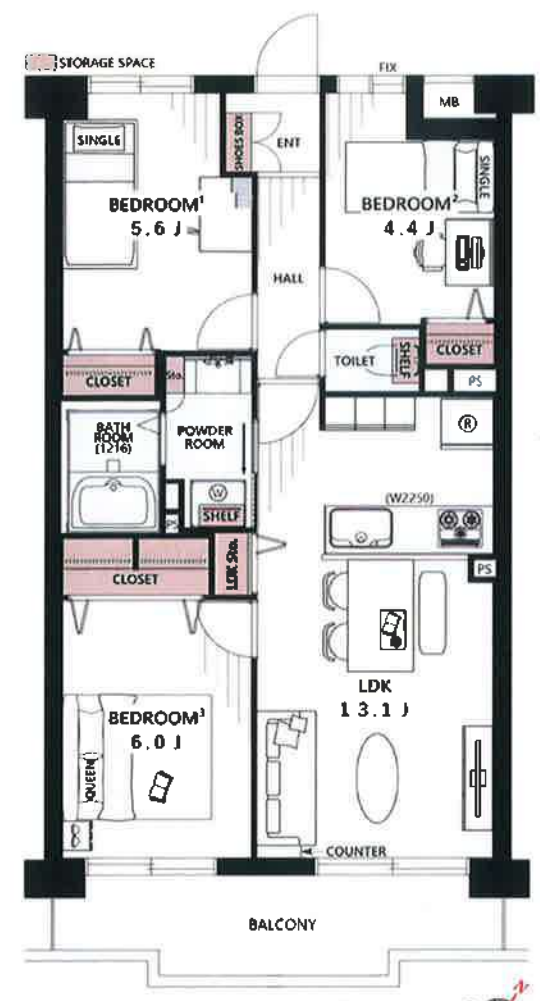 STORAGE SPACE
FIX
MB
SHOES BOX
ENT
SINGLE
SINGLE
BEDROOM¹
5.6 J
BEDROOM²
4.4 J
HALL
TOILET
SHELF
CLOSET
PS
CLOSET
Sto.
BATH
ROOM
(1216)
POWDER
ROOM
R
W
SHELF
PS
(W2250)
CLOSET
LDK Sto.
PS
LDK
13.1 J
BEDROOM³
6.0 J
QUEEN
COUNTER
BALCONY
N